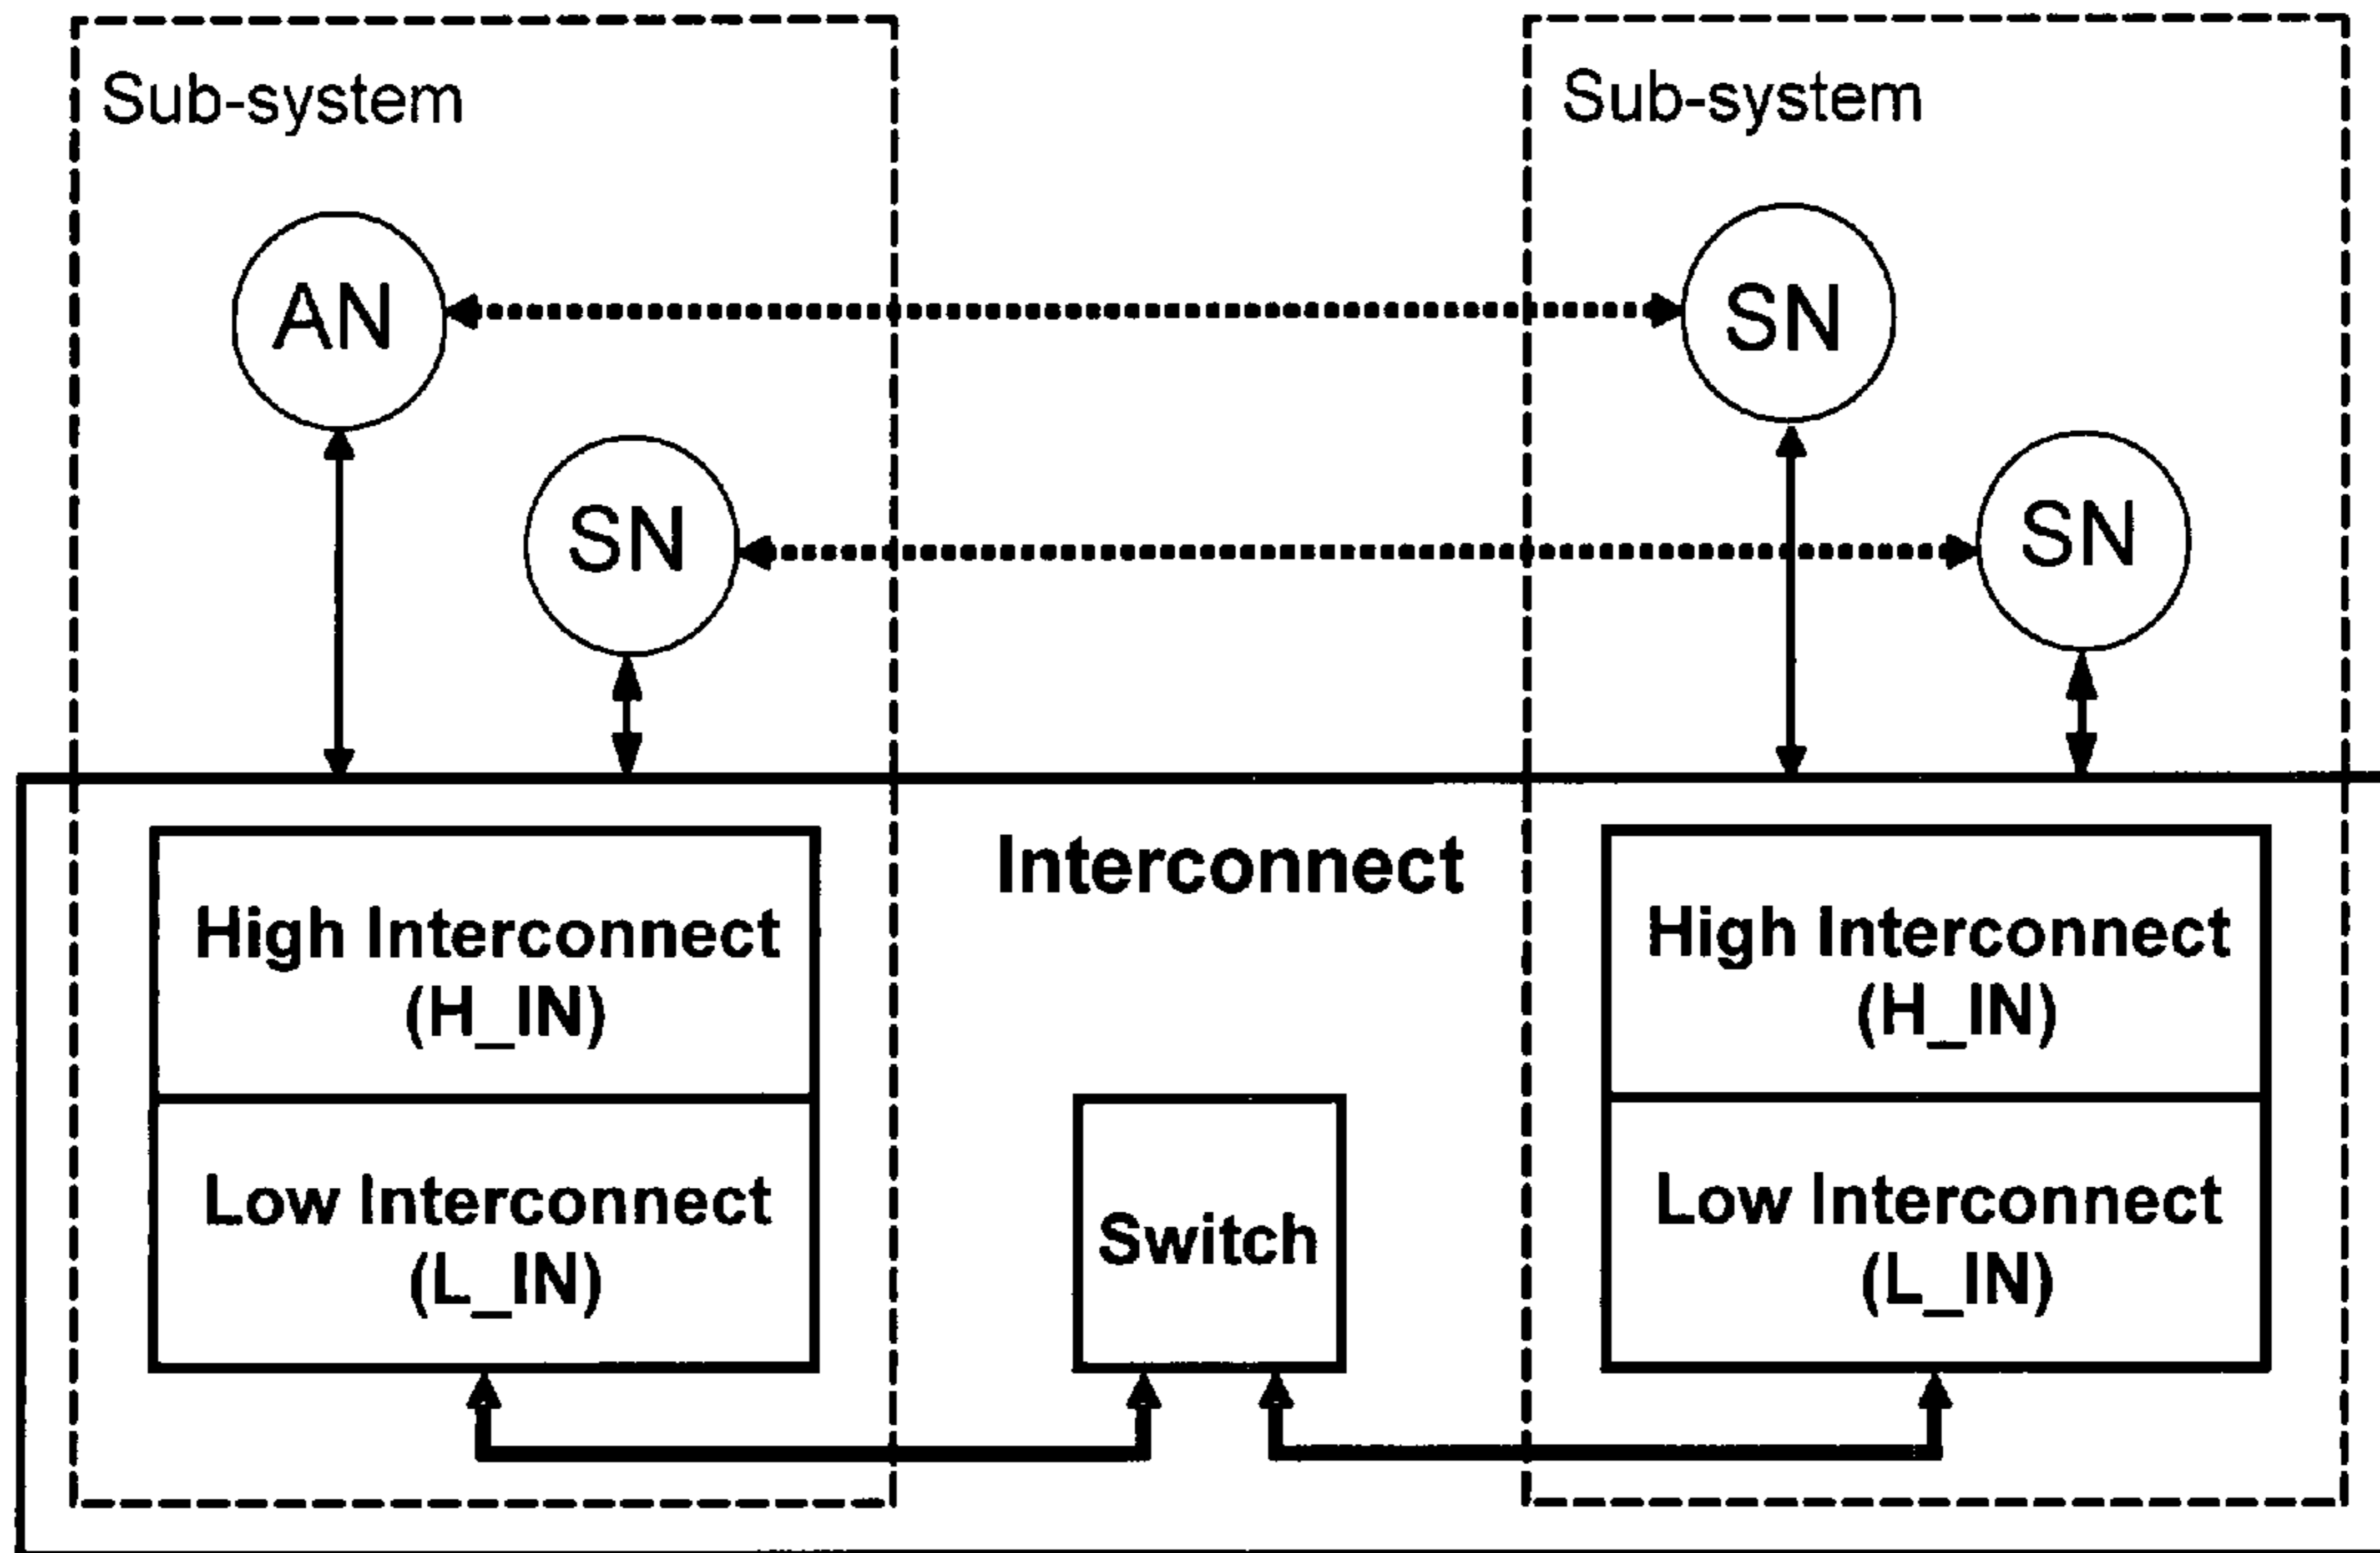 Sub-system
Sub-system
AN
SN
SN
SN
Interconnect
High Interconnect
(H_IN)
High Interconnect
(H_IN)
Low Interconnect
(L_IN)
Switch
Low Interconnect
(L_IN)